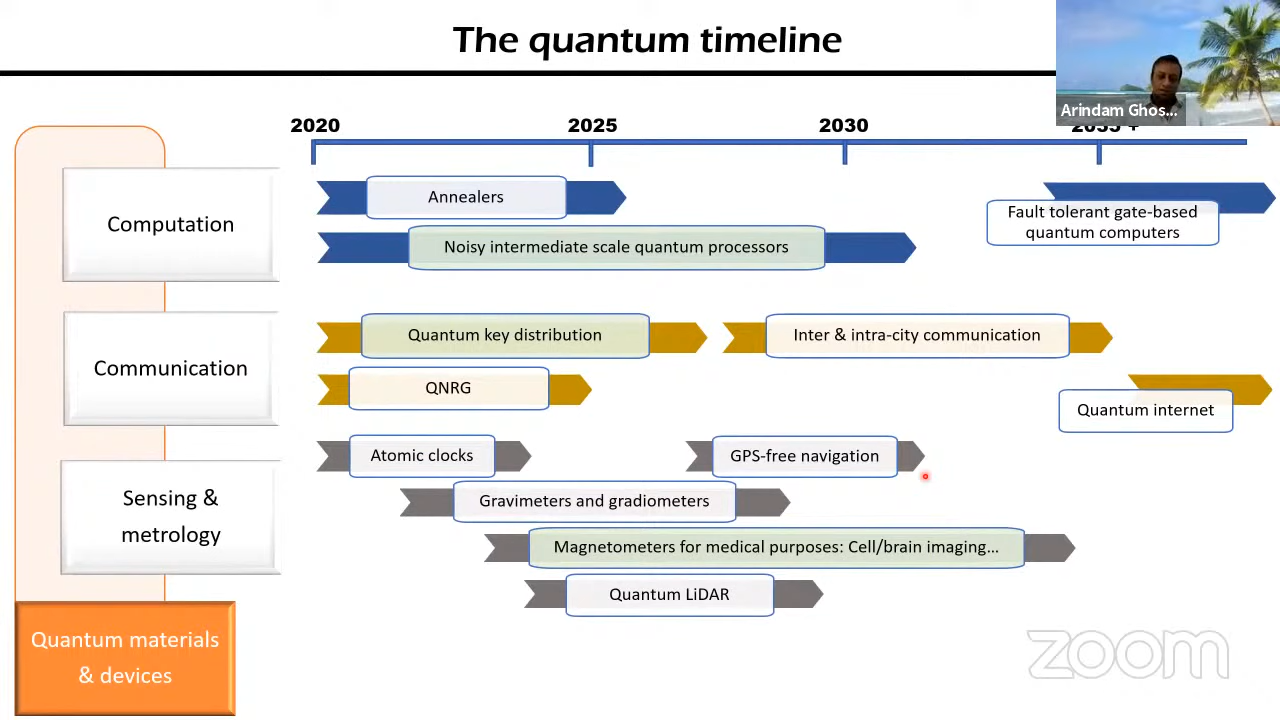 The quantum timeline
Arindam Ghos...
2020
2025
2030
Computation
Annealers
Noisy intermediate scale quantum processors
Fault tolerant gate-based
quantum computers
Communication
Quantum key distribution
Inter & intra-city communication
QNRG
Quantum internet
Sensing &
metrology
Atomic clocks
GPS-free navigation
Gravimeters and gradiometers
Magnetometers for medical purposes: Cell/brain imaging...
Quantum LiDAR
Quantum materials
& devices
zoom